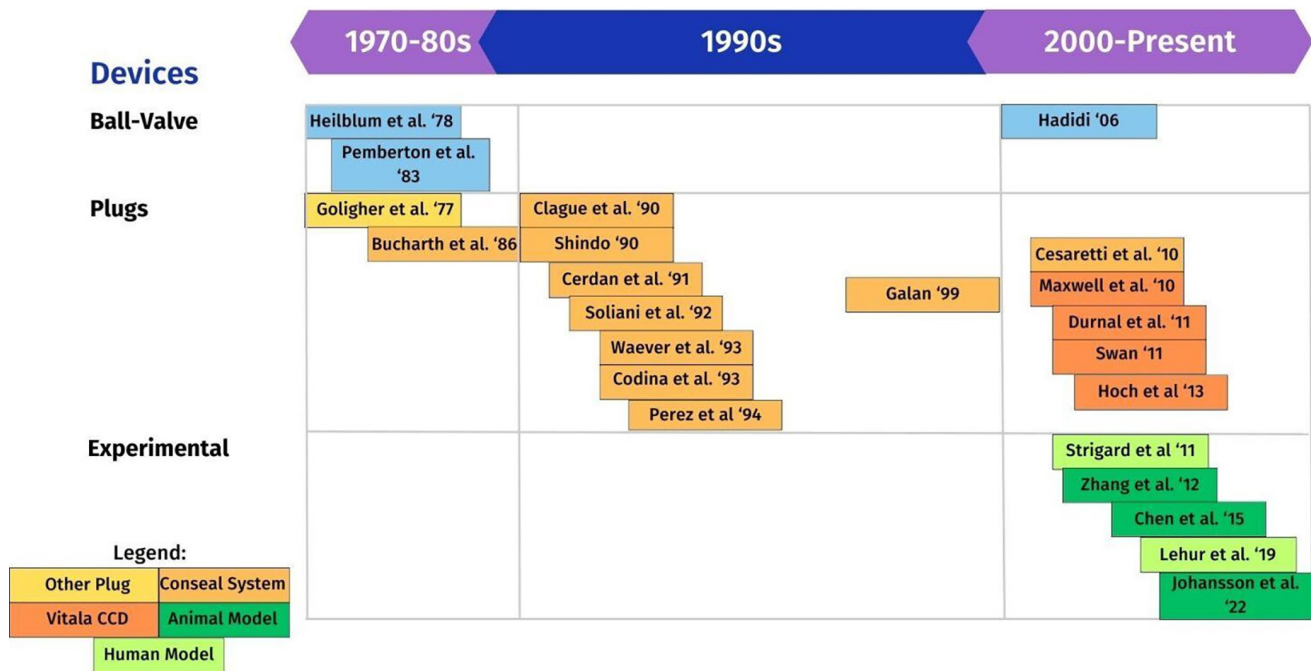 1970-80s
1990s
2000-Present
Devices
Ball-Valve
Heilblum et al. ‘78
Hadidi ‘06
Pemberton et al.
‘83
Plugs
Goligher et al. ‘77
Clague et al. ‘90
Bucharth et al. ‘86
Shindo ‘90
Cesaretti et al. ‘10
Cerdan et al. ‘91
Galan ‘99
Maxwell et al. ‘10
Soliani et al. ‘92
Durnal et al. ‘11
Waever et al. ‘93
Swan ‘11
Codina et al. ‘93
Hoch et al ‘13
Perez et al ‘94
Experimental
Strigard et al ‘11
Zhang et al. ‘12
Chen et al. ‘15
Lehur et al. ‘19
Johansson et al.
‘22
Legend:
Other Plug
Conseal System
Vitala CCD
Animal Model
Human Model